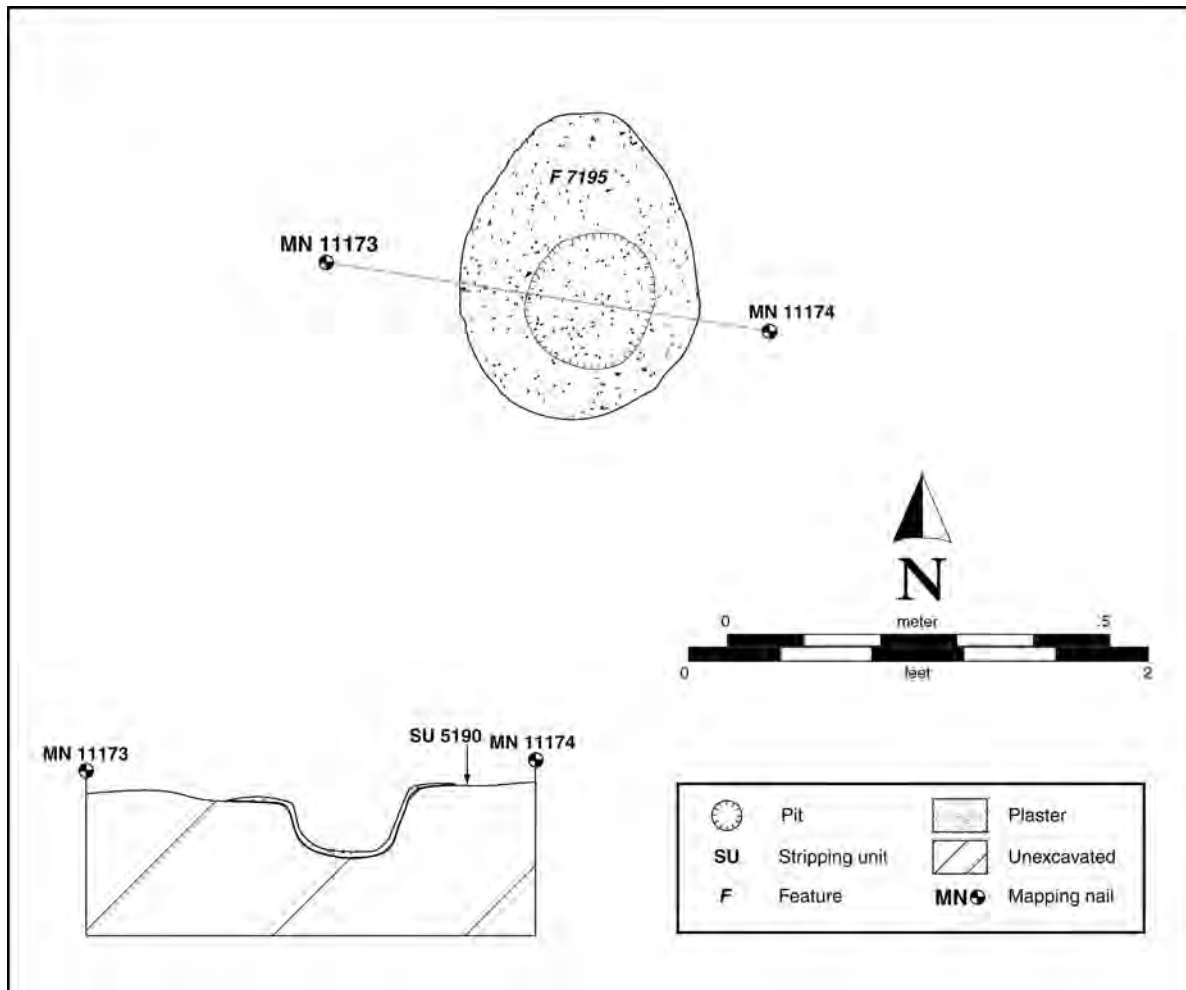 F 7195
MN 11173
MN 11174
N
0 meter .5
0 feet 2
MN 11173
SU 5190
MN 11174
Pit
Plaster
SU Stripping unit
Unexcavated
F Feature
MN Mapping nail